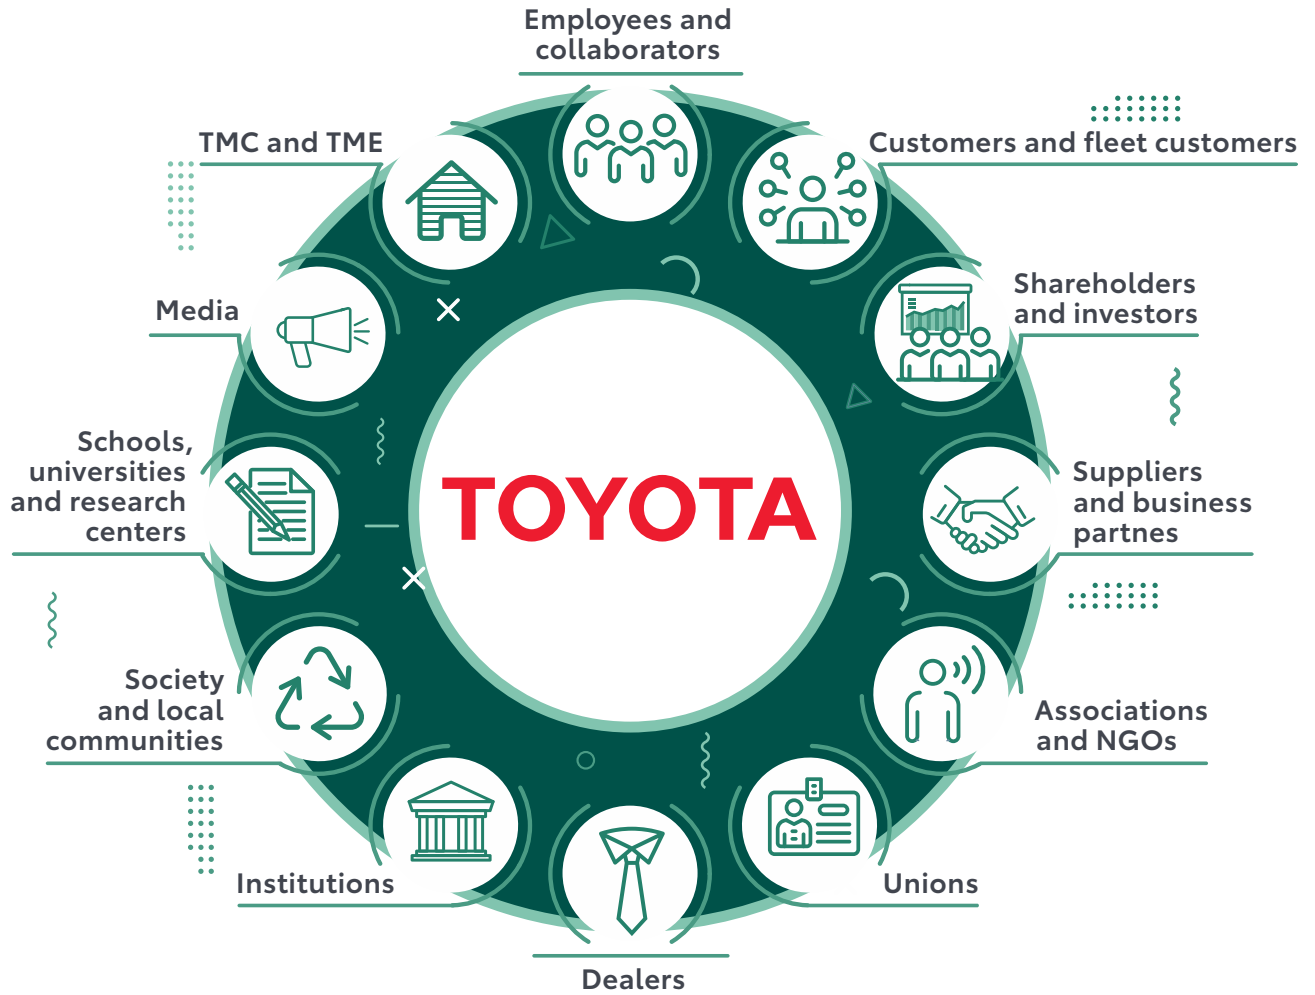 Employees and
collaborators
TMC and TME
Customers and fleet customers
Media
Shareholders
and investors
Schools,
universities
and research
centers
TOYOTA
Suppliers
and business
partnes
Society
and local
communities
Associations
and NGOs
Institutions
Unions
Dealers